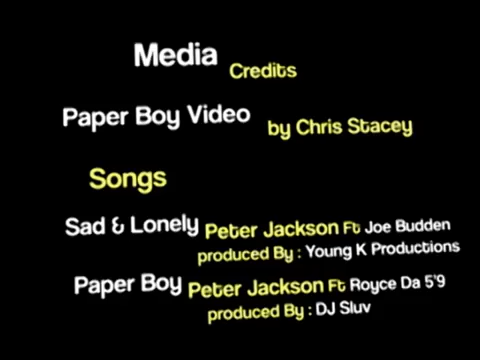 Media Credits
Paper Boy Video by Chris Stacey
Songs
Sad & Lonely Peter Jackson Ft Joe Budden
produced By : Young K Productions
Paper Boy Peter Jackson Ft Royce Da 5'9
produced By : DJ Sluv